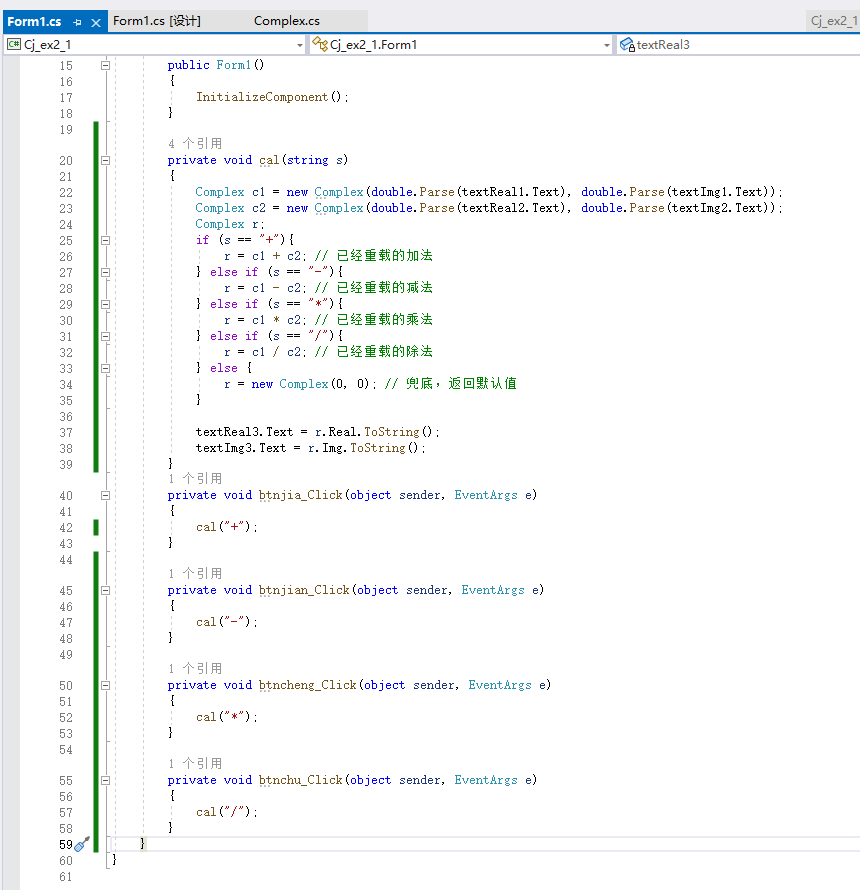 Form1.cs Form1.cs [设计] Complex.cs Cj_ex2_1
Cj_ex2_1 Cj_ex2_1.Form1 textReal3
15 public Form1()
16 {
17 InitializeComponent();
18 }
19
4 个引用
20 private void cal(string s)
21 {
22 Complex c1 = new Complex(double.Parse(textReal1.Text), double.Parse(textImg1.Text));
23 Complex c2 = new Complex(double.Parse(textReal2.Text), double.Parse(textImg2.Text));
24 Complex r;
25 if (s == "+"){
26 r = c1 + c2; // 已经重载的加法
27 } else if (s == "-"){
28 r = c1 - c2; // 已经重载的减法
29 } else if (s == "*"){
30 r = c1 * c2; // 已经重载的乘法
31 } else if (s == "/"){
32 r = c1 / c2; // 已经重载的除法
33 } else {
34 r = new Complex(0, 0); // 兜底，返回默认值
35 }
36
37 textReal3.Text = r.Real.ToString();
38 textImg3.Text = r.Img.ToString();
39 }
1 个引用
40 private void btnjia_Click(object sender, EventArgs e)
41 {
42 cal("+");
43 }
44
1 个引用
45 private void btnjian_Click(object sender, EventArgs e)
46 {
47 cal("-");
48 }
49
1 个引用
50 private void btncheng_Click(object sender, EventArgs e)
51 {
52 cal("*");
53 }
54
1 个引用
55 private void btnchu_Click(object sender, EventArgs e)
56 {
57 cal("/");
58 }
59 }
60 }
61